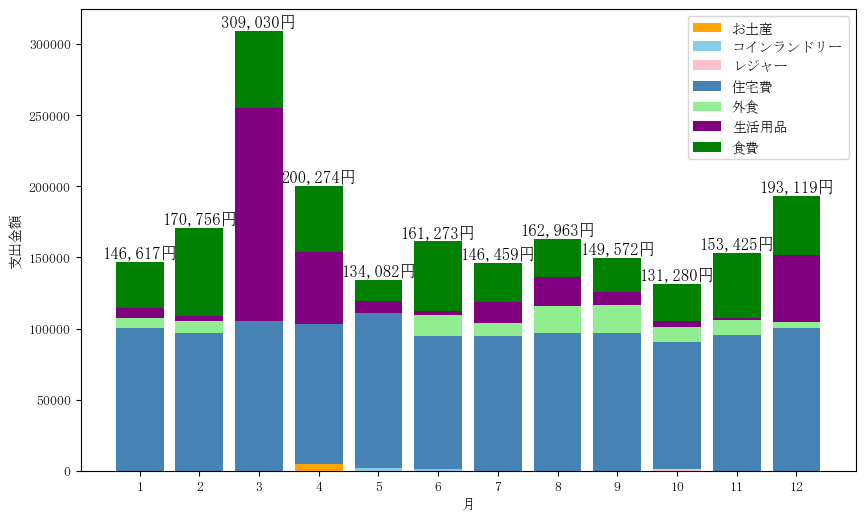 309,030円
300000
250000
200000
150000
100000
50000
0
146,617円
170,756円
200,274円
134,082円
161,273円
146,459円
162,963円
149,572円
131,280円
153,425円
193,119円
お土産
コインランドリー
レジャー
住宅費
外食
生活用品
食費
支出金額
1 2 3 4 5 6 7 8 9 10 11 12
月